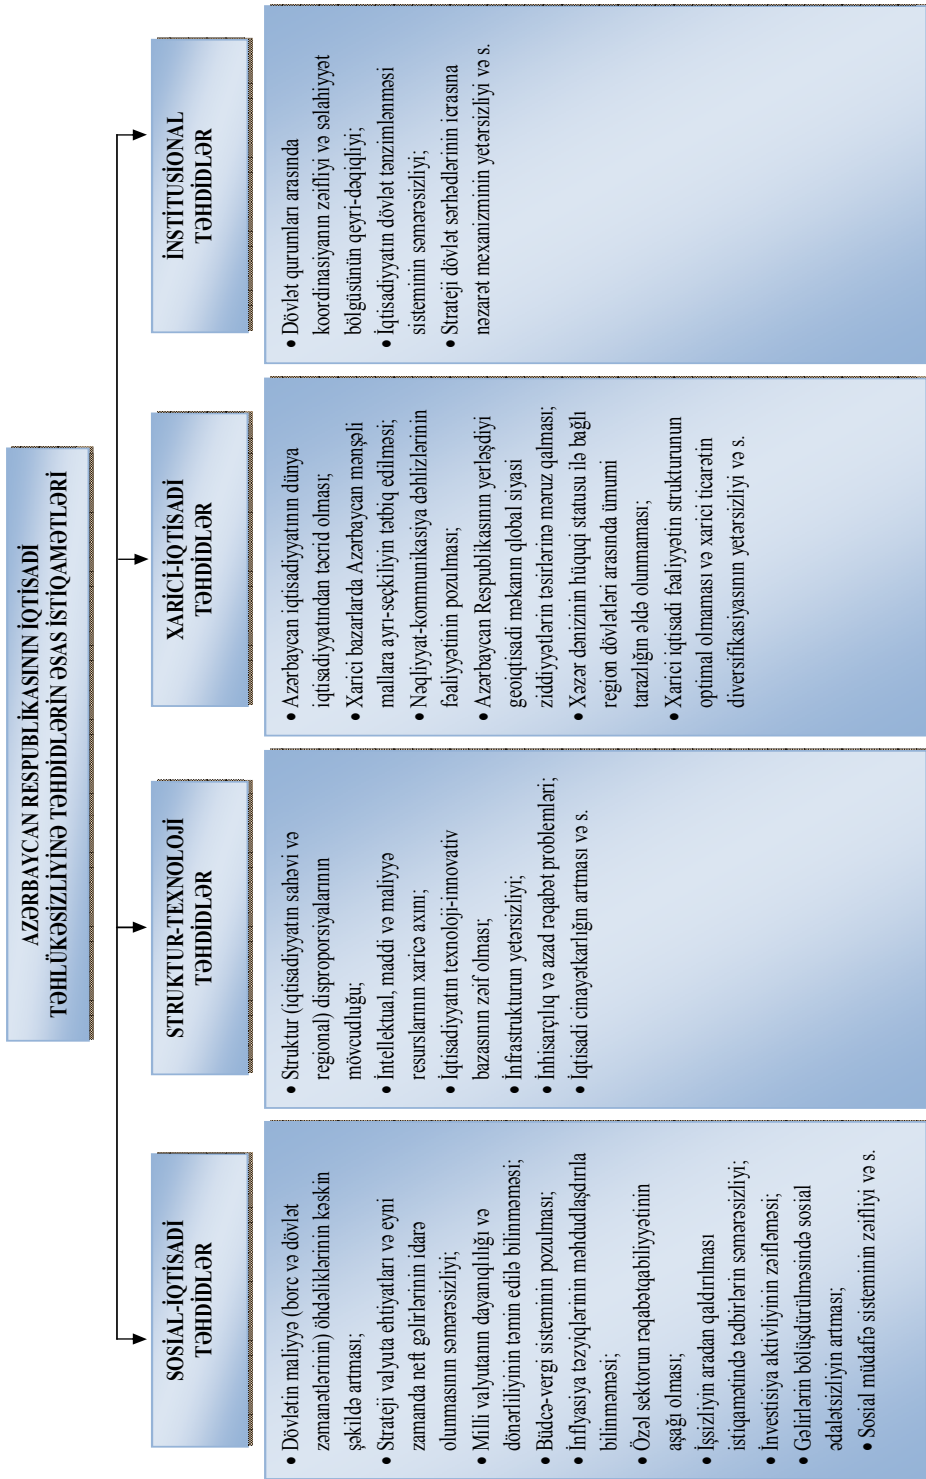 AZƏRBAYCAN RESPUBLİKASININ İQTİSADİ
TƏHLÜKƏSİZLİYİNƏ TƏHDİDLƏRİN ƏSAS İSTİQAMƏTLƏRİ
SOSİAL-İQTİSADİ
TƏHDİDLƏR
• Dövlətin maliyyə (borc və dövlət
zəmanətlərinin) öhdəliklərinin kəskin
şəkildə artması;
• Strateji valyuta ehtiyatları və eyni
zamanda neft gəlirlərinin idarə
olunmasının səmərəsizliyi;
• Milli valyutanın dayanıqlılığı və
dönərliliyinin təmin edilə bilinməməsi;
• Büdcə-vergi sisteminin pozulması;
• İnflyasiya təzyiqlərinin məhdudlaşdırıla
bilinməməsi;
• Özəl sektorun rəqabətqabiliyyətinin
aşağı olması;
• İşsizliyin aradan qaldırılması
istiqamətində tədbirlərin səmərəsizliyi;
• İnvestisiya aktivliyinin zəifləməsi;
• Gəlirlərin bölüşdürülməsində sosial
ədalətsizliyin artması;
• Sosial müdafiə sisteminin zəifliyi və s.
STRUKTUR-TEXNOLOJİ
TƏHDİDLƏR
• Struktur (iqtisadiyyatın sahəvi və
regional) disproporsiyalarının
mövcudluğu;
• İntellektual, maddi və maliyyə
resurslarının xaricə axını;
• İqtisadiyyatın texnoloji-innovativ
bazasının zəif olması;
• İnfrastrukturun yetərsizliyi;
• İnhisarçılıq və azad rəqabət problemləri;
• İqtisadi cinayətkarlığın artması və s.
XARİCİ-İQTİSADİ
TƏHDİDLƏR
• Azərbaycan iqtisadiyyatının dünya
iqtisadiyyatından təcrid olması;
• Xarici bazarlarda Azərbaycan mənşəli
mallara ayrı-seçkiliyin tətbiq edilməsi;
• Nəqliyyat-kommunikasiya dəhlizlərinin
fəaliyyətinin pozulması;
• Azərbaycan Respublikasının yerləşdiyi
geoiqtisadi məkanın qlobal siyasi
ziddiyyətlərin təsirlərinə məruz qalması;
• Xəzər dənizinin hüquqi statusu ilə bağlı
region dövlətləri arasında ümumi
tarazlığın əldə olunmaması;
• Xarici iqtisadi fəaliyyətin strukturunun
optimal olmaması və xarici ticarətin
diversifikasiyasının yetərsizliyi və s.
İNSTİTUSİONAL
TƏHDİDLƏR
• Dövlət qurumları arasında
koordinasiyanın zəifliyi və səlahiyyət
bölgüsünün qeyri-dəqiqliyi;
• İqtisadiyyatın dövlət tənzimlənməsi
sisteminin səmərəsizliyi;
• Strateji dövlət sərhədlərinin icrasına
nəzarət mexanizminin yetərsizliyi və s.